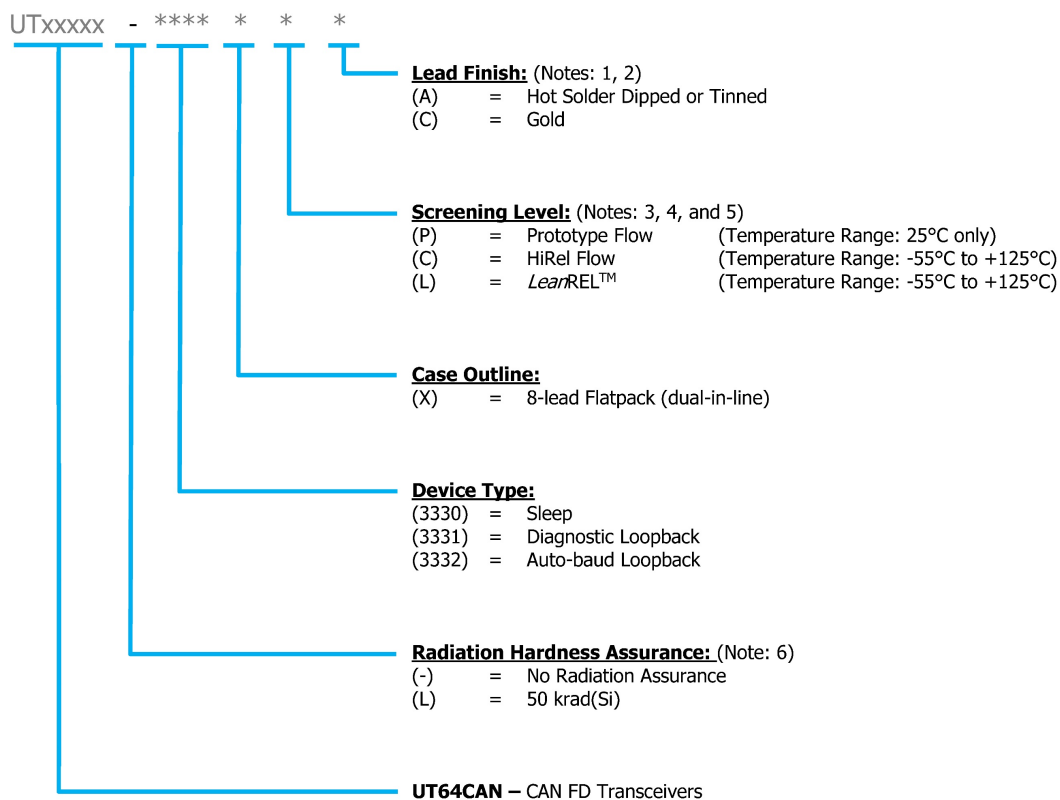 UTxxxxx - **** * * *
Lead Finish: (Notes: 1, 2)
(A) = Hot Solder Dipped or Tinned
(C) = Gold
Screening Level: (Notes: 3, 4, and 5)
(P) = Prototype Flow (Temperature Range: 25°C only)
(C) = HiRel Flow (Temperature Range: -55°C to +125°C)
(L) = LeanREL™ (Temperature Range: -55°C to +125°C)
Case Outline:
(X) = 8-lead Flatpack (dual-in-line)
Device Type:
(3330) = Sleep
(3331) = Diagnostic Loopback
(3332) = Auto-baud Loopback
Radiation Hardness Assurance: (Note: 6)
(-) = No Radiation Assurance
(L) = 50 krad(Si)
UT64CAN – CAN FD Transceivers